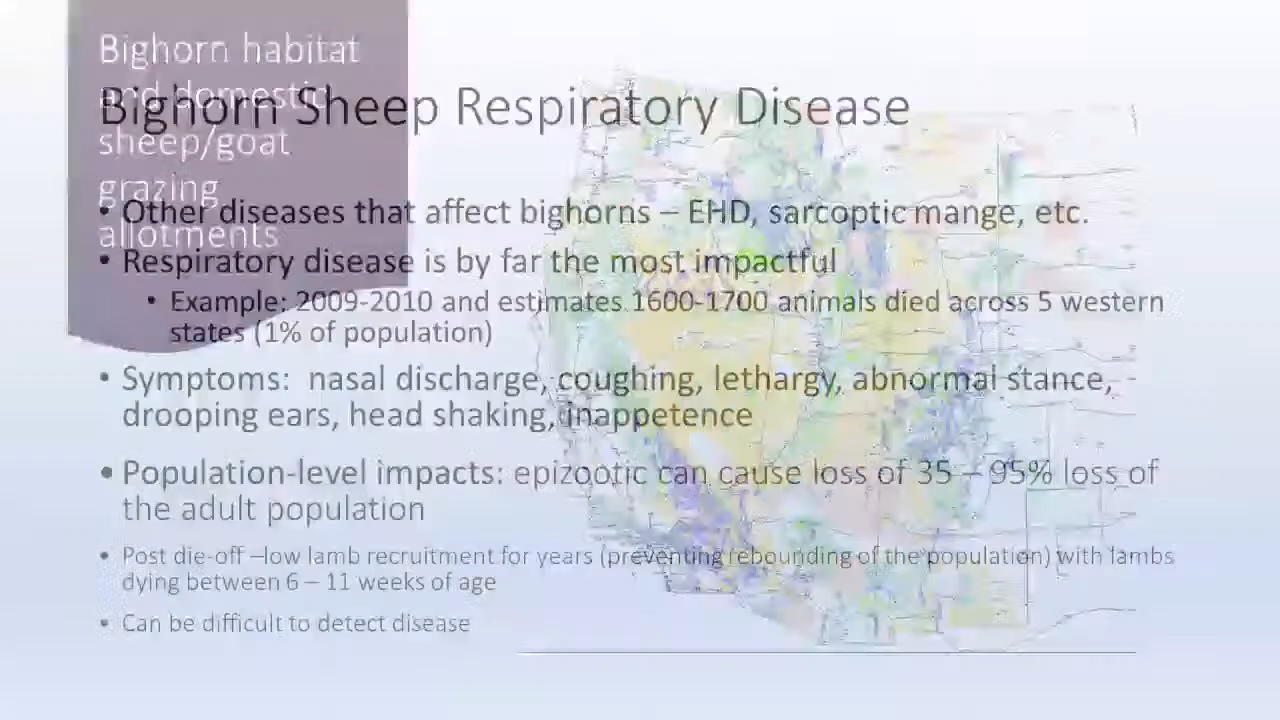 Bighorn habitat
and domestic
sheep/goat
grazing
allotments
Bighorn Sheep Respiratory Disease
• Other diseases that affect bighorns – EHD, sarcoptic mange, etc.
• Respiratory disease is by far the most impactful
• Example: 2009-2010 and estimates 1600-1700 animals died across 5 western
states (1% of population)
• Symptoms: nasal discharge, coughing, lethargy, abnormal stance,
drooping ears, head shaking, inappetence
• Population-level impacts: epizootic can cause loss of 35 – 95% loss of
the adult population
• Post die-off –low lamb recruitment for years (preventing rebounding of the population) with lambs
dying between 6 – 11 weeks of age
• Can be difficult to detect disease